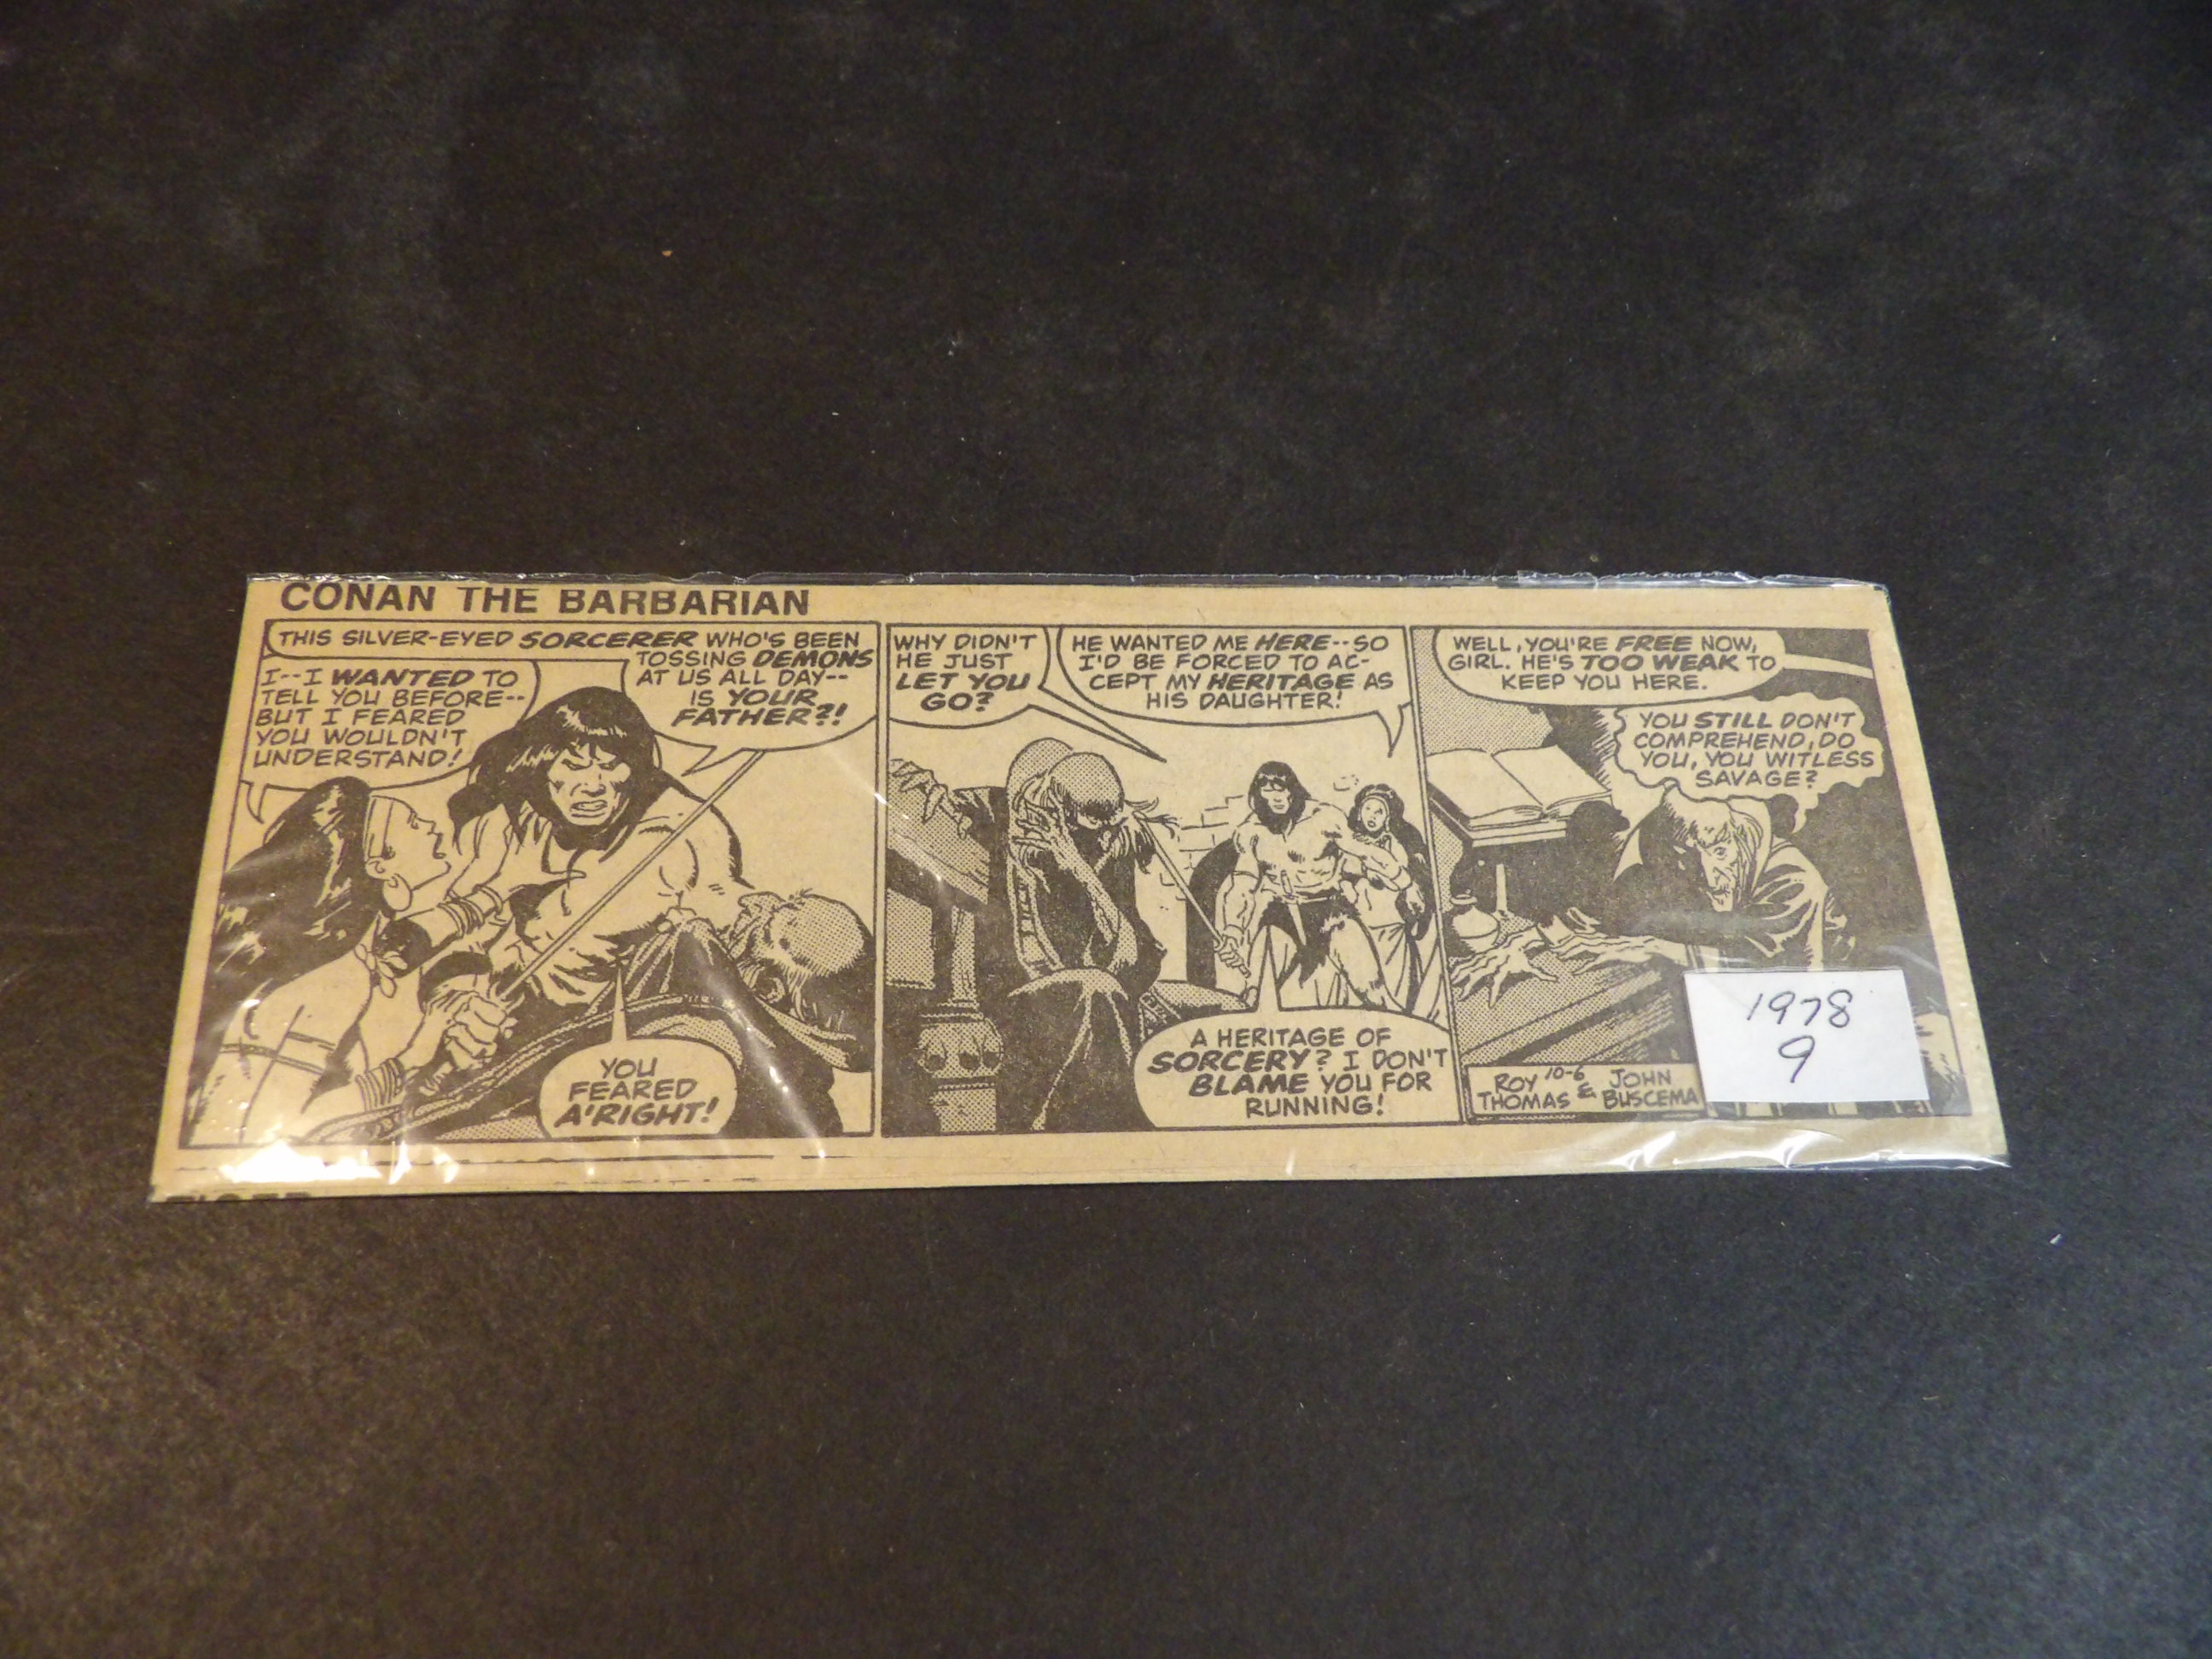 CONAN THE BARBARIAN
THIS SILVER-EYED SORCERER WHO'S BEEN
TOSSING DEMONS
AT US ALL DAY--
IS YOUR
FATHER?!
I--I WANTED TO
TELL YOU BEFORE--
BUT I FEARED
YOU WOULDN'T
UNDERSTAND!
YOU
FEARED
A'RIGHT!
WHY DIDN'T
HE JUST
LET YOU
GO?
HE WANTED ME HERE--SO
I'D BE FORCED TO AC-
CEPT MY HERITAGE AS
HIS DAUGHTER!
A HERITAGE OF
SORCERY? I DON'T
BLAME YOU FOR
RUNNING!
WELL, YOU'RE FREE NOW,
GIRL. HE'S TOO WEAK TO
KEEP YOU HERE.
YOU STILL DON'T
COMPREHEND, DO
YOU, YOU WITLESS
SAVAGE?
10-6
ROY THOMAS & JOHN BUSCEMA
1978
9